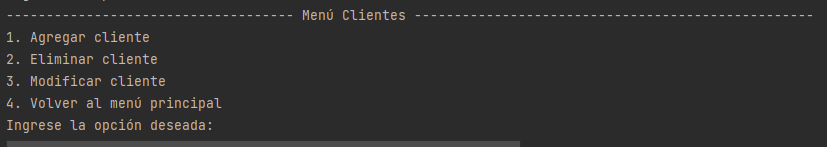 ------------------------------------ Menú Clientes --------------------------------------------------
1. Agregar cliente
2. Eliminar cliente
3. Modificar cliente
4. Volver al menú principal
Ingrese la opción deseada: